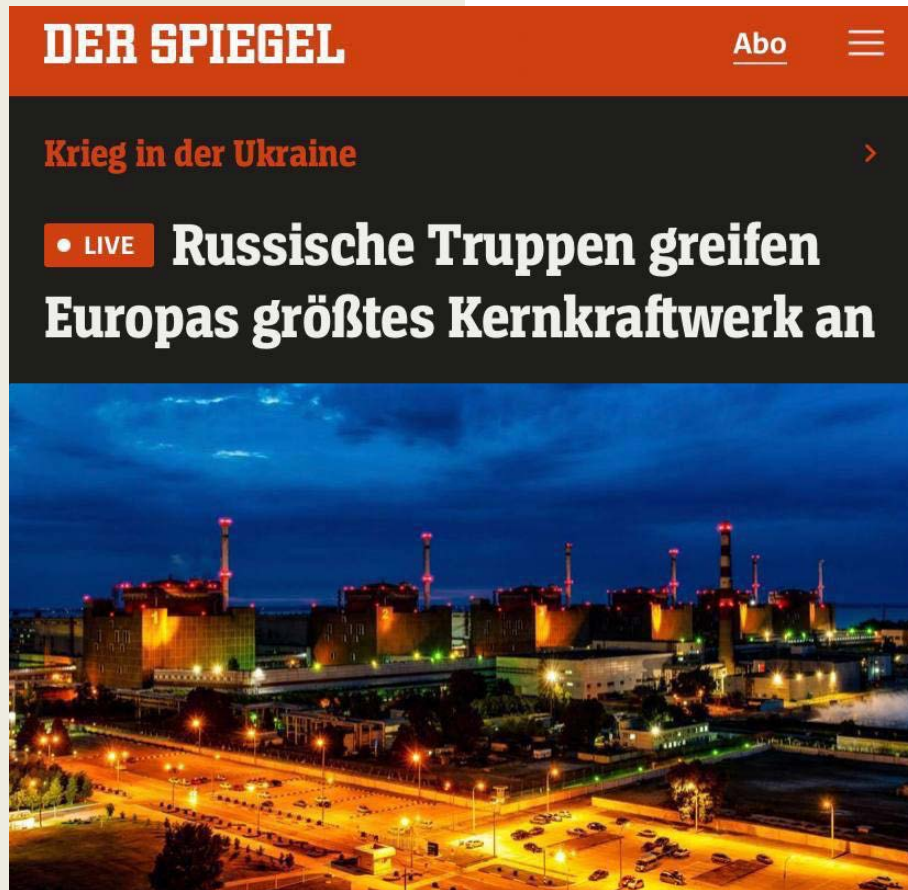 DER SPIEGEL
Abo
Krieg in der Ukraine
LIVE Russische Truppen greifen
Europas größtes Kernkraftwerk an